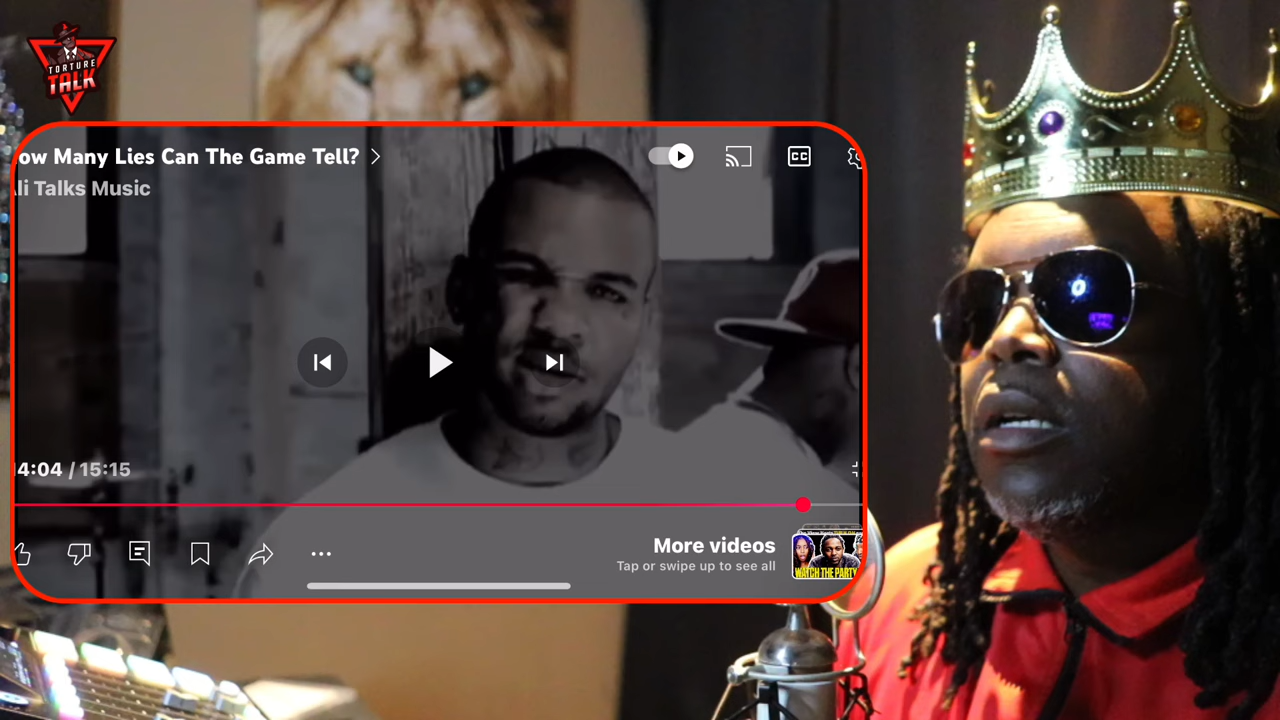 TORTURE
TALK
ow Many Lies Can The Game Tell?
li Talks Music
CC
4:04 / 15:15
More videos
Tap or swipe up to see all
WATCH THE PARTY